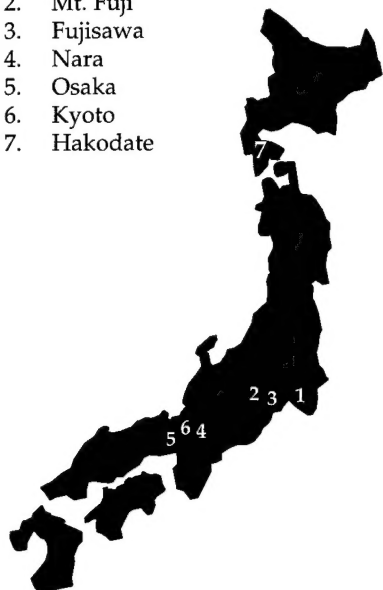 2. Mt. Fuji
3. Fujisawa
4. Nara
5. Osaka
6. Kyoto
7. Hakodate
7
2 3 1
6 4
5